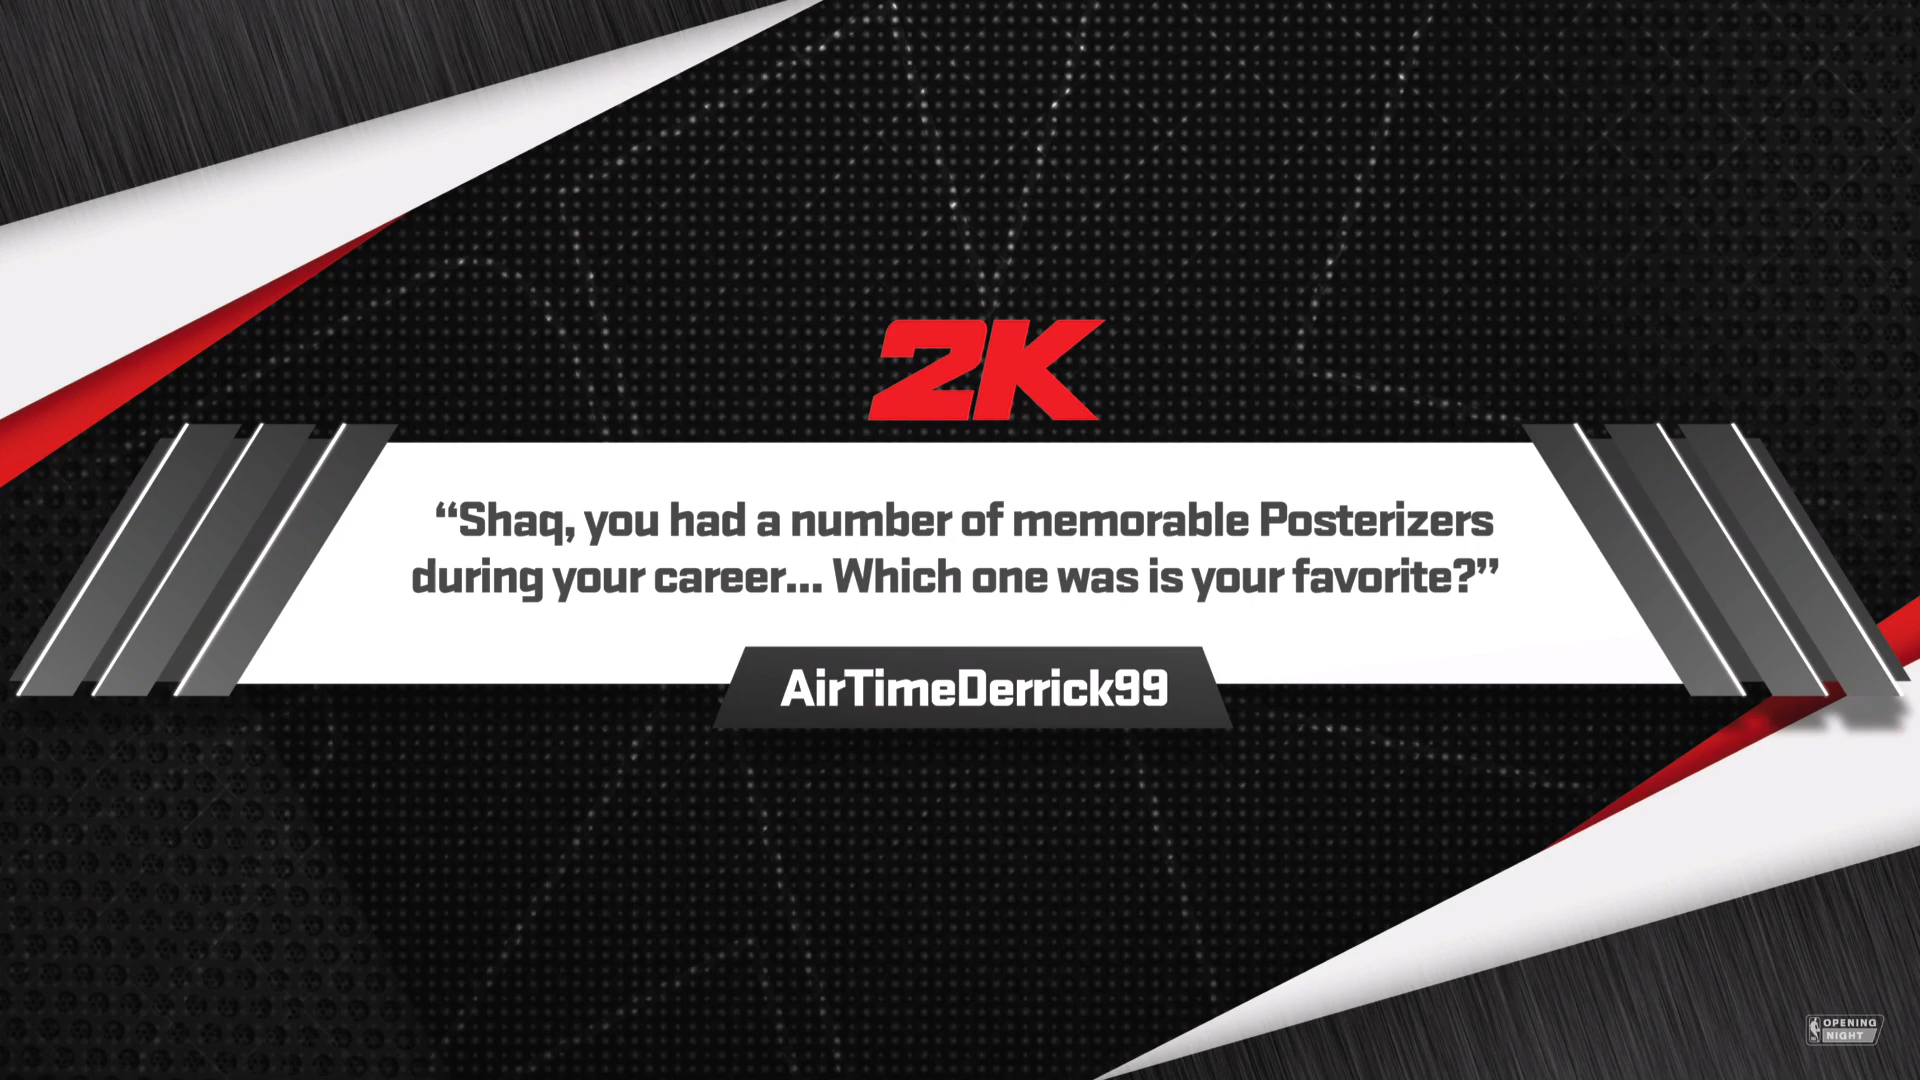 2K
“Shaq, you had a number of memorable Posterizers
during your career... Which one was is your favorite?”
AirTimeDerrick99
OPENING
NIGHT